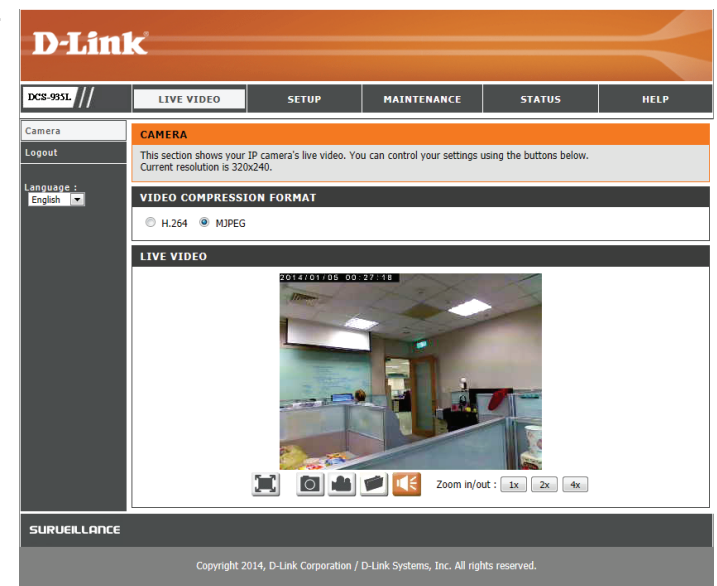 D-Link
DCS-935L
LIVE VIDEO
SETUP
MAINTENANCE
STATUS
HELP
Camera
Logout
Language :
English
CAMERA
This section shows your IP camera's live video. You can control your settings using the buttons below.
Current resolution is 320x240.
VIDEO COMPRESSION FORMAT
H.264 MJPEG
LIVE VIDEO
2014/01/05 00:27:18
Zoom in/out : 1x 2x 4x
SURVEILLANCE
Copyright 2014, D-Link Corporation / D-Link Systems, Inc. All rights reserved.